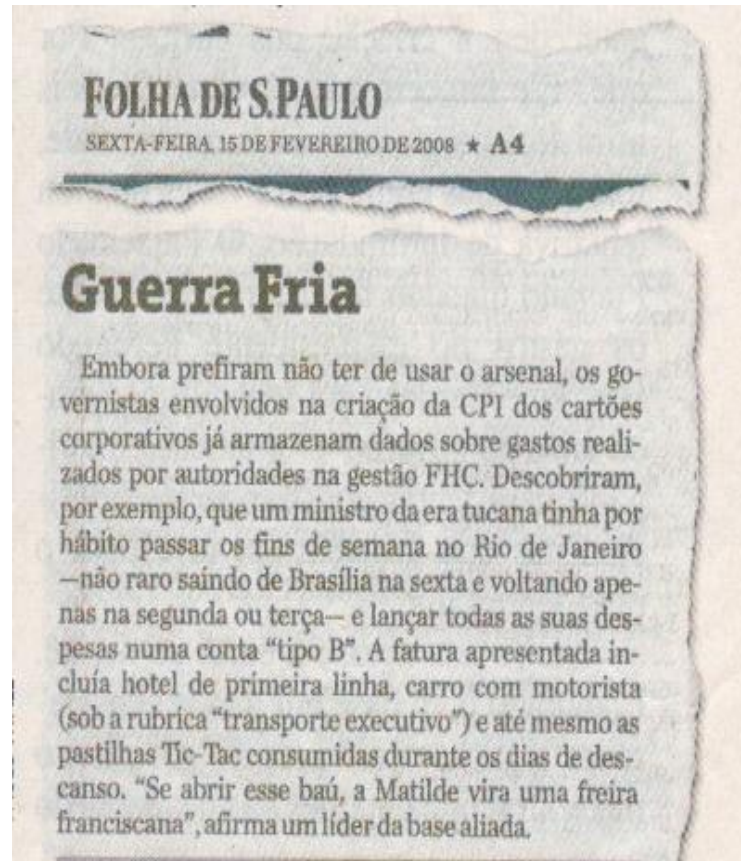 FOLHA DE S.PAULO
SEXTA-FEIRA, 15 DE FEVEREIRO DE 2008 ★ A4
Guerra Fria
Embora prefiram não ter de usar o arsenal, os go-
vernistas envolvidos na criação da CPI dos cartões
corporativos já armazenam dados sobre gastos reali-
zados por autoridades na gestão FHC. Descobriram,
por exemplo, que um ministro da era tucana tinha por
hábito passar os fins de semana no Rio de Janeiro
—não raro saindo de Brasília na sexta e voltando ape-
nas na segunda ou terça— e lançar todas as suas des-
pesas numa conta “tipo B”. A fatura apresentada in-
cluía hotel de primeira linha, carro com motorista
(sob a rubrica “transporte executivo”) e até mesmo as
pastilhas Tic-Tac consumidas durante os dias de des-
canso. “Se abrir esse baú, a Matilde vira uma freira
franciscana”, afirma um líder da base aliada.